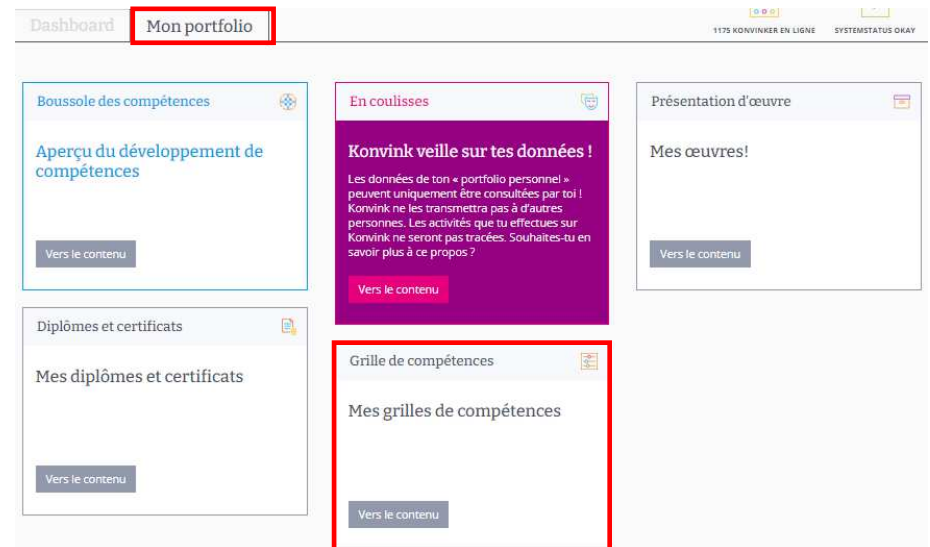 Dashboard
Mon portfolio
1175 KONVINKER EN LIGNE
SYSTEMSTATUS OKAY
Boussole des compétences
Aperçu du développement de
compétences
Vers le contenu
En coulisses
Konvink veille sur tes données !
Les données de ton « portfolio personnel »
peuvent uniquement être consultées par toi !
Konvink ne les transmettra pas à d'autres
personnes. Les activités que tu effectues sur
Konvink ne seront pas tracées. Souhaites-tu en
savoir plus à ce propos ?
Vers le contenu
Présentation d'œuvre
Mes œuvres!
Vers le contenu
Diplômes et certificats
Mes diplômes et certificats
Vers le contenu
Grille de compétences
Mes grilles de compétences
Vers le contenu